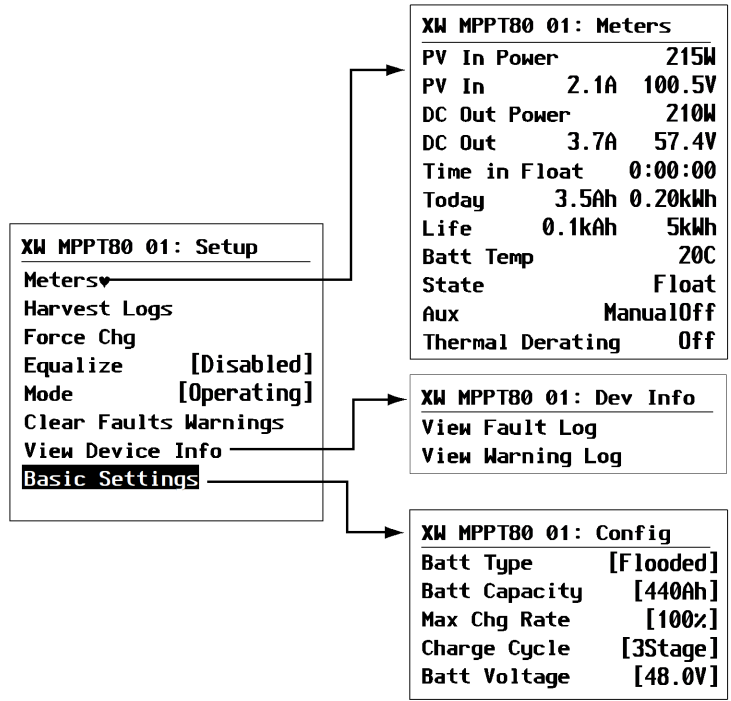 XW MPPT80 01: Setup
Meters♥
Harvest Logs
Force Chg
Equalize [Disabled]
Mode [Operating]
Clear Faults Warnings
View Device Info
Basic Settings
XW MPPT80 01: Meters
PV In Power 215W
PV In 2.1A 100.5V
DC Out Power 210W
DC Out 3.7A 57.4V
Time in Float 0:00:00
Today 3.5Ah 0.20kWh
Life 0.1kAh 5kWh
Batt Temp 20C
State Float
Aux ManualOff
Thermal Derating Off
XW MPPT80 01: Dev Info
View Fault Log
View Warning Log
XW MPPT80 01: Config
Batt Type [Flooded]
Batt Capacity [440Ah]
Max Chg Rate [100%]
Charge Cycle [3Stage]
Batt Voltage [48.0V]